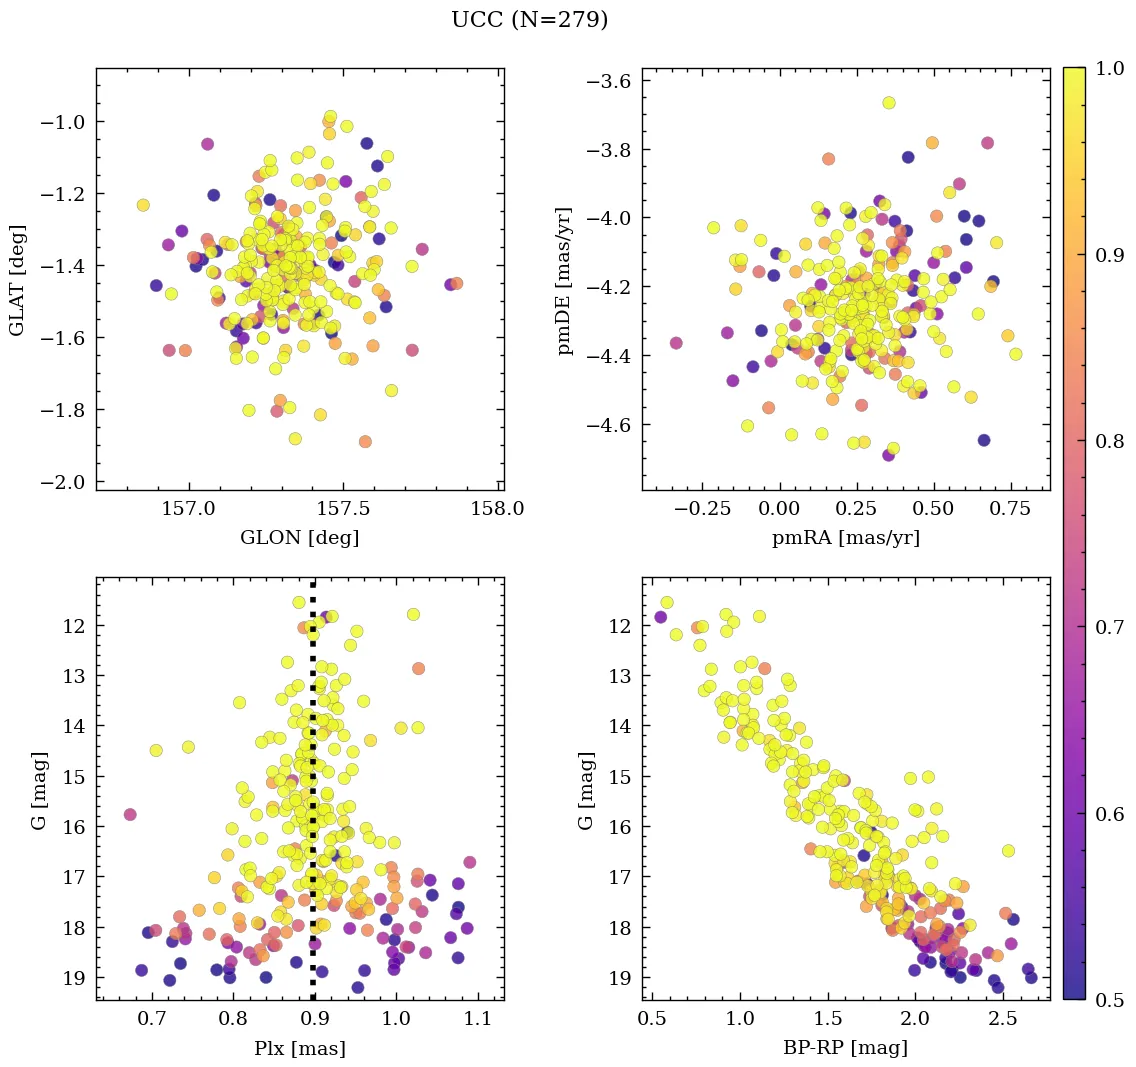 UCC (N=279)
−1.0
−1.2
−1.4
−1.6
−1.8
−2.0
GLAT [deg]
157.0 157.5 158.0
GLON [deg]
−3.6
−3.8
−4.0
−4.2
−4.4
−4.6
pmDE [mas/yr]
−0.25 0.00 0.25 0.50 0.75
pmRA [mas/yr]
12
13
14
15
16
17
18
19
G [mag]
0.7 0.8 0.9 1.0 1.1
Plx [mas]
12
13
14
15
16
17
18
19
G [mag]
0.5 1.0 1.5 2.0 2.5
BP-RP [mag]
1.0
0.9
0.8
0.7
0.6
0.5